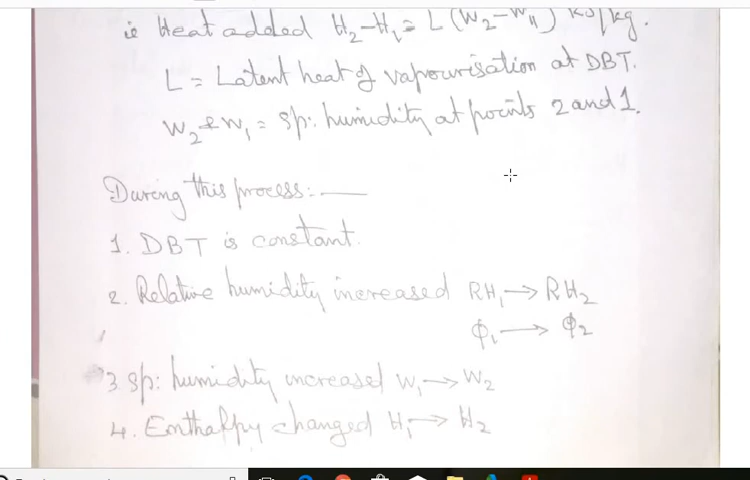 ie Heat added H₂-H₁ = L (W₂-W₁) KJ/kg.
L = Latent heat of vapourisation at DBT.
W₂ & W₁ = Sp: humidity at points 2 and 1.
During this process:—
1. DBT is constant.
2. Relative humidity increased RH₁ → RH₂
Φ₁ → Φ₂
3 sp: humidity increased W₁ → W₂
4. Enthalpy changed H₁ → H₂